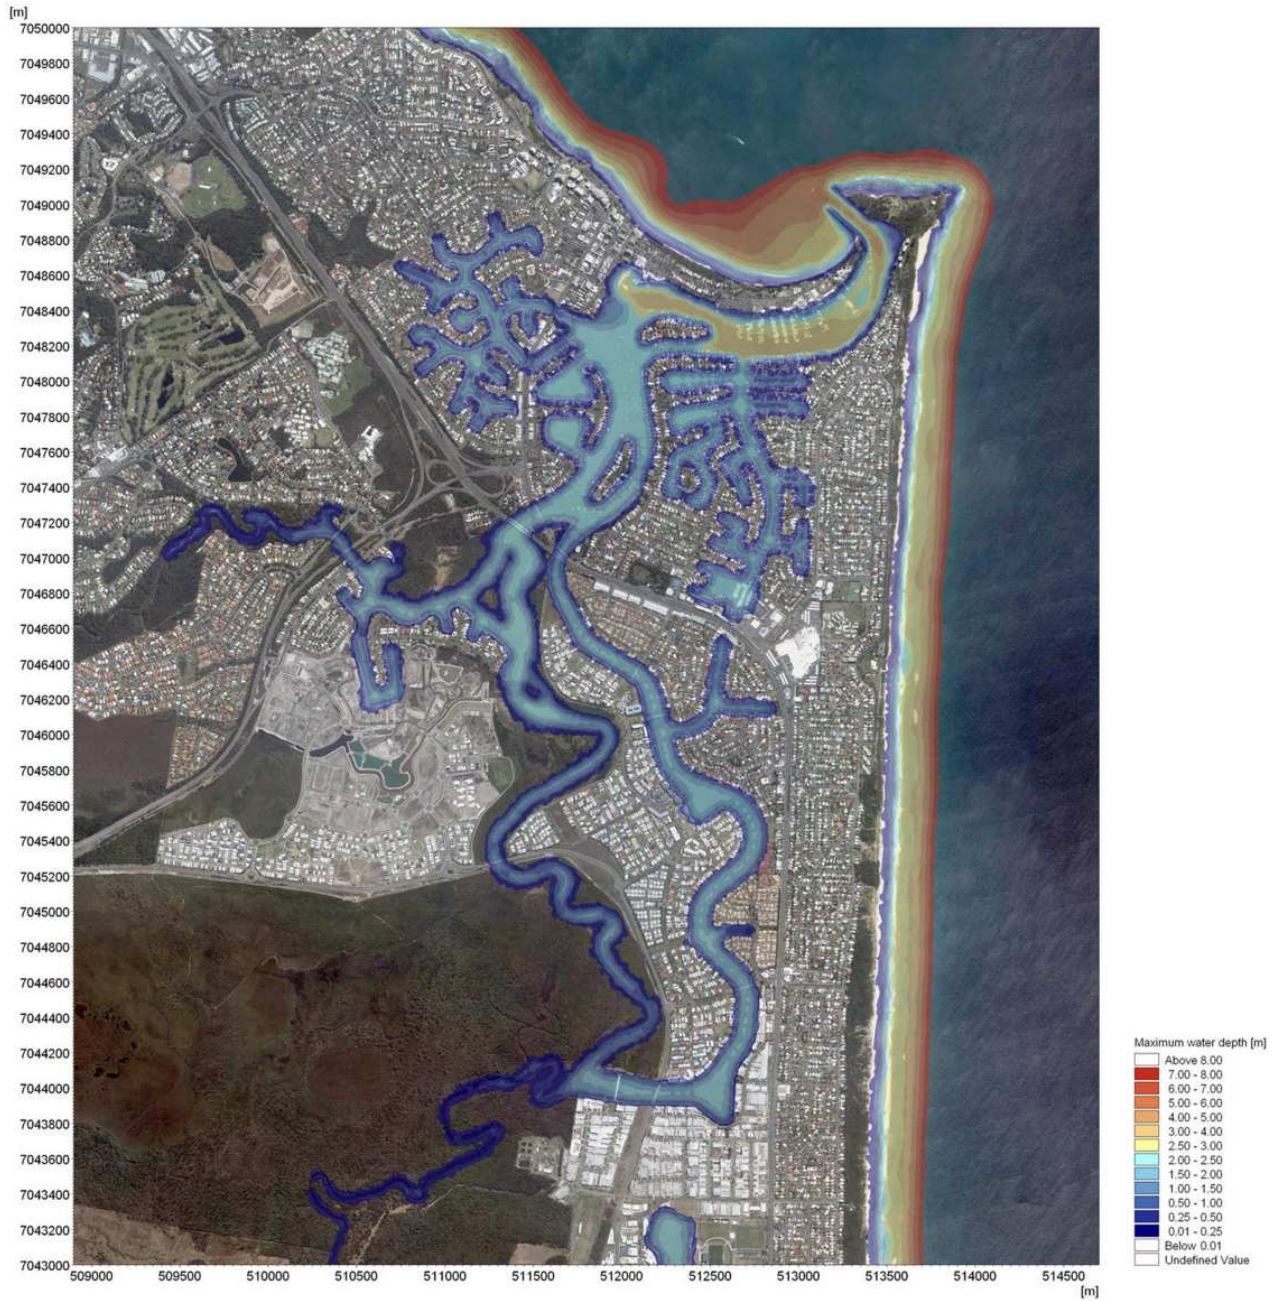 [m]
7050000
7049800
7049600
7049400
7049200
7049000
7048800
7048600
7048400
7048200
7048000
7047800
7047600
7047400
7047200
7047000
7046800
7046600
7046400
7046200
7046000
7045800
7045600
7045400
7045200
7045000
7044800
7044600
7044400
7044200
7044000
7043800
7043600
7043400
7043200
7043000
509000 509500 510000 510500 511000 511500 512000 512500 513000 513500 514000 514500
[m]
Maximum water depth [m]
Above 8.00
7.00 - 8.00
6.00 - 7.00
5.00 - 6.00
4.00 - 5.00
3.00 - 4.00
2.50 - 3.00
2.00 - 2.50
1.50 - 2.00
1.00 - 1.50
0.50 - 1.00
0.25 - 0.50
0.01 - 0.25
Below 0.01
Undefined Value